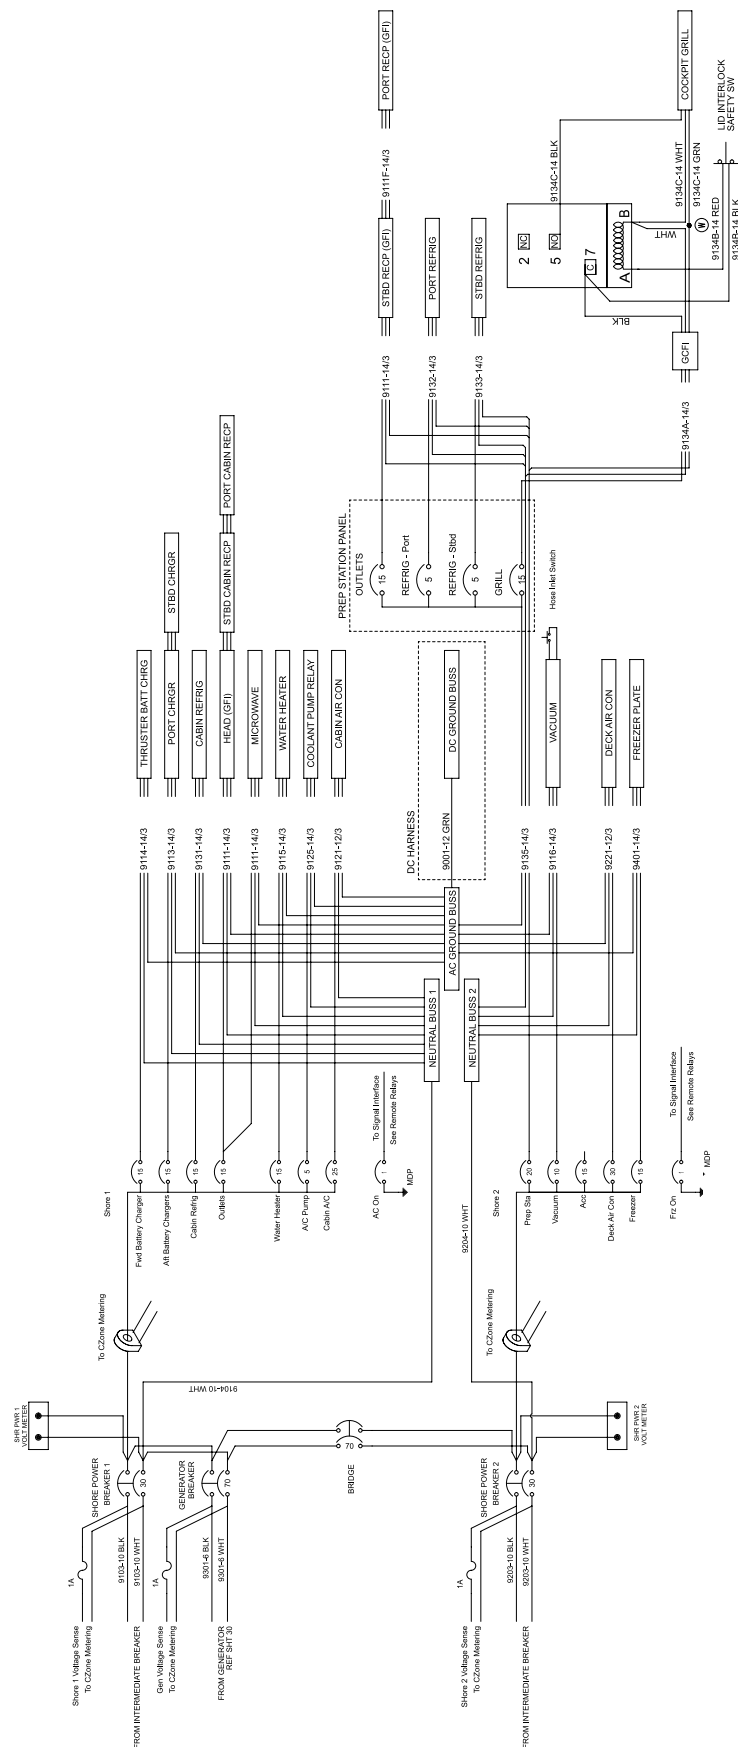 SHR PWR 1
VOLT METER
SHORE POWER
BREAKER 1
30
1A
9103-10 BLK
9103-10 WHT
Shore 1 Voltage Sense
To CZone Metering
FROM INTERMEDIATE BREAKER
GENERATOR
BREAKER
70
1A
9301-6 BLK
9301-6 WHT
Gen Voltage Sense
To CZone Metering
FROM GENERATOR
REF SHT 30
BRIDGE
70
SHORE POWER
BREAKER 2
30
1A
9203-10 BLK
9203-10 WHT
SHore 2 Voltage Sense
To CZone Metering
FROM INTERMEDIATE BREAKER
SHR PWR 2
VOLT METER
To CZone Metering
9104-10 WHT
To CZone Metering
9204-10 WHT
Shore 1
Fwd Battery Charger
15
Aft Battery Chargers
15
Cabin Refrig
15
Outlets
15
Water Heater
15
A/C Pump
5
Cabin A/C
25
AC On
1
MDP
To Signal Interface
See Remote Relays
Shore 2
Prep Sta
20
Vacuum
10
Acc
15
Deck Air Con
30
Freezer
15
Frz On
1
MDP
To Signal Interface
See Remote Relays
NEUTRAL BUSS 1
NEUTRAL BUSS 2
AC GROUND BUSS
DC HARNESS
9001-12 GRN
DC GROUND BUSS
9114-14/3
THRUSTER BATT CHRG
9113-14/3
PORT CHRGR
STBD CHRGR
9131-14/3
CABIN REFRIG
9111-14/3
HEAD (GFI)
STBD CABIN RECP
PORT CABIN RECP
9111-14/3
MICROWAVE
9115-14/3
WATER HEATER
9125-14/3
COOLANT PUMP RELAY
9121-12/3
CABIN AIR CON
9135-14/3
9116-14/3
VACUUM
Hose Inlet Switch
9221-12/3
DECK AIR CON
9401-14/3
FREEZER PLATE
PREP STATION PANEL
OUTLETS
15
REFRIG - Port
5
REFRIG - Stbd
5
GRILL
15
9111-14/3
STBD RECP (GFI)
9111F-14/3
PORT RECP (GFI)
9132-14/3
PORT REFRIG
9133-14/3
STBD REFRIG
9134A-14/3
GCFI
BLK
WHT
2
NC
5
NO
7
C
A
B
W
9134C-14 BLK
9134C-14 WHT
9134C-14 GRN
COCKPIT GRILL
9134B-14 RED
9134B-14 BLK
LID INTERLOCK
SAFETY SW